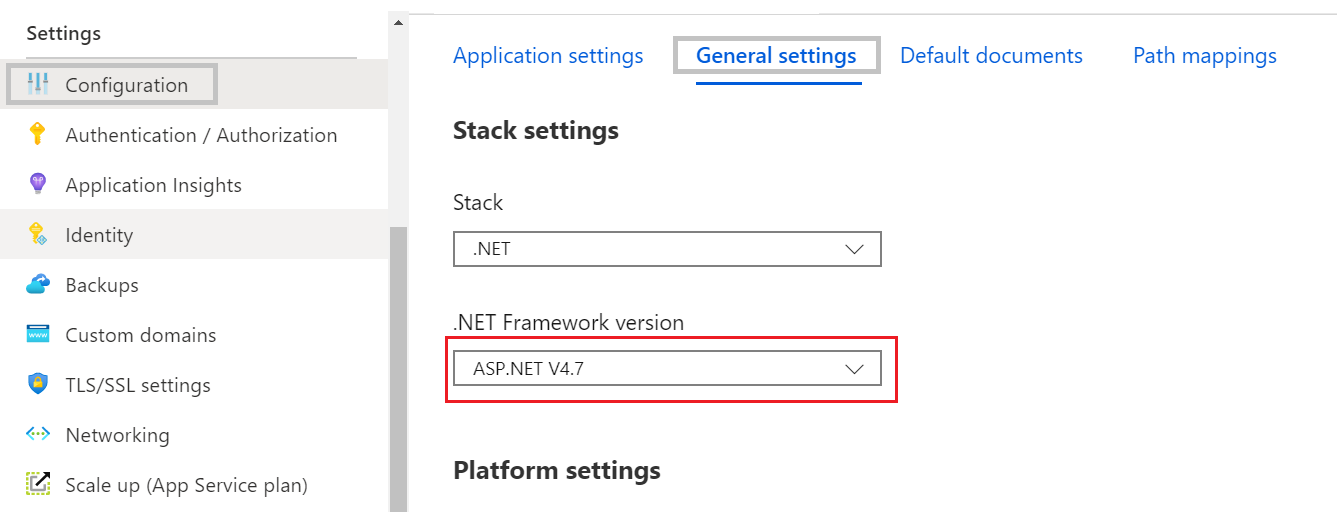 Settings
Configuration
Authentication / Authorization
Application Insights
Identity
Backups
Custom domains
TLS/SSL settings
Networking
Scale up (App Service plan)
Application settings
General settings
Default documents
Path mappings
Stack settings
Stack
.NET
.NET Framework version
ASP.NET V4.7
Platform settings